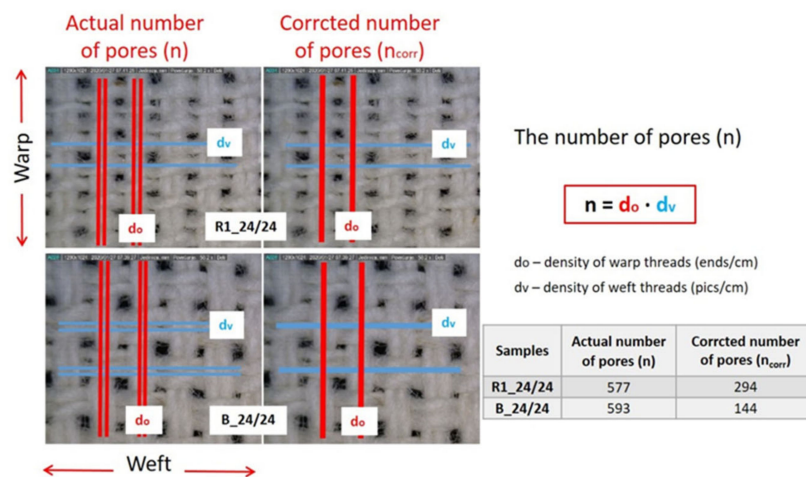 Actual number
of pores (n)
Corrcted number
of pores (ncorr)
Warp
dv
do
R1_24/24
dv
do
dv
do
B_24/24
dv
do
Weft
The number of pores (n)
n = do · dv
do – density of warp threads (ends/cm)
dv – density of weft threads (pics/cm)
Samples
Actual number
of pores (n)
Corrcted number
of pores (ncorr)
R1_24/24 577 294
B_24/24 593 144